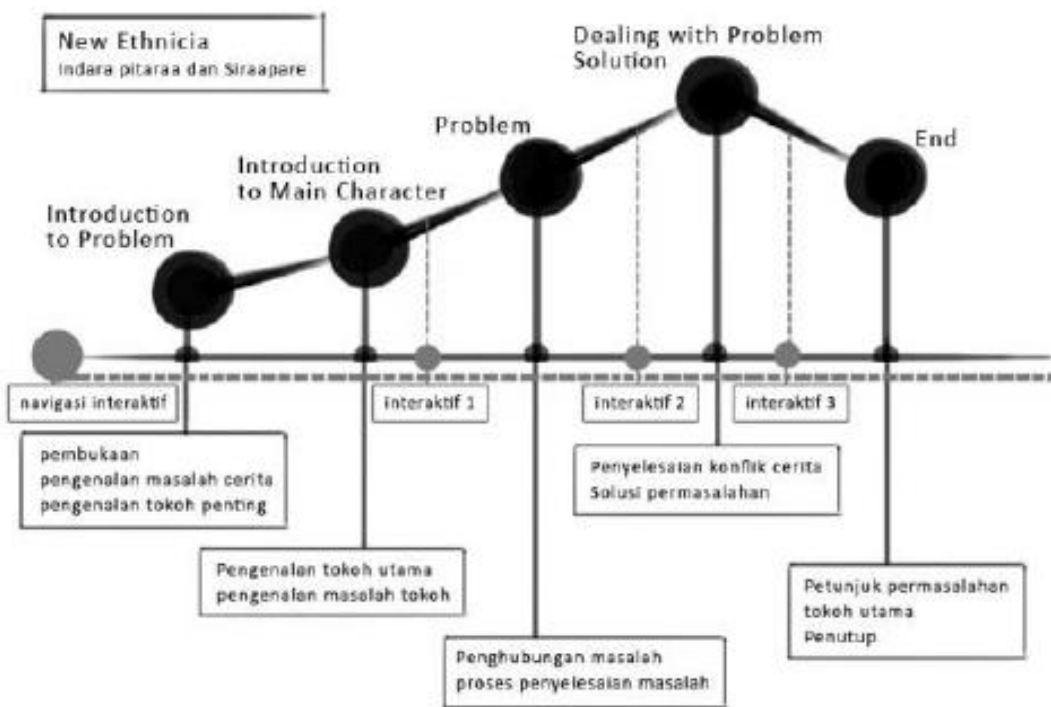 New Ethnicia
Indara pitaraa dan Siraapare
Dealing with Problem
Solution
Problem
End
Introduction
to Main Character
Introduction
to Problem
navigasi interaktif
interaktif 1
interaktif 2
interaktif 3
pembukaan
pengenalan masalah cerita
pengenalan tokoh penting
Penyelesaian konflik cerita
Solusi permasalahan
Pengenalan tokoh utama
pengenalan masalah tokoh
Petunjuk permasalahan
tokoh utama
Penutup
Penghubungan masalah
proses penyelesaian masalah